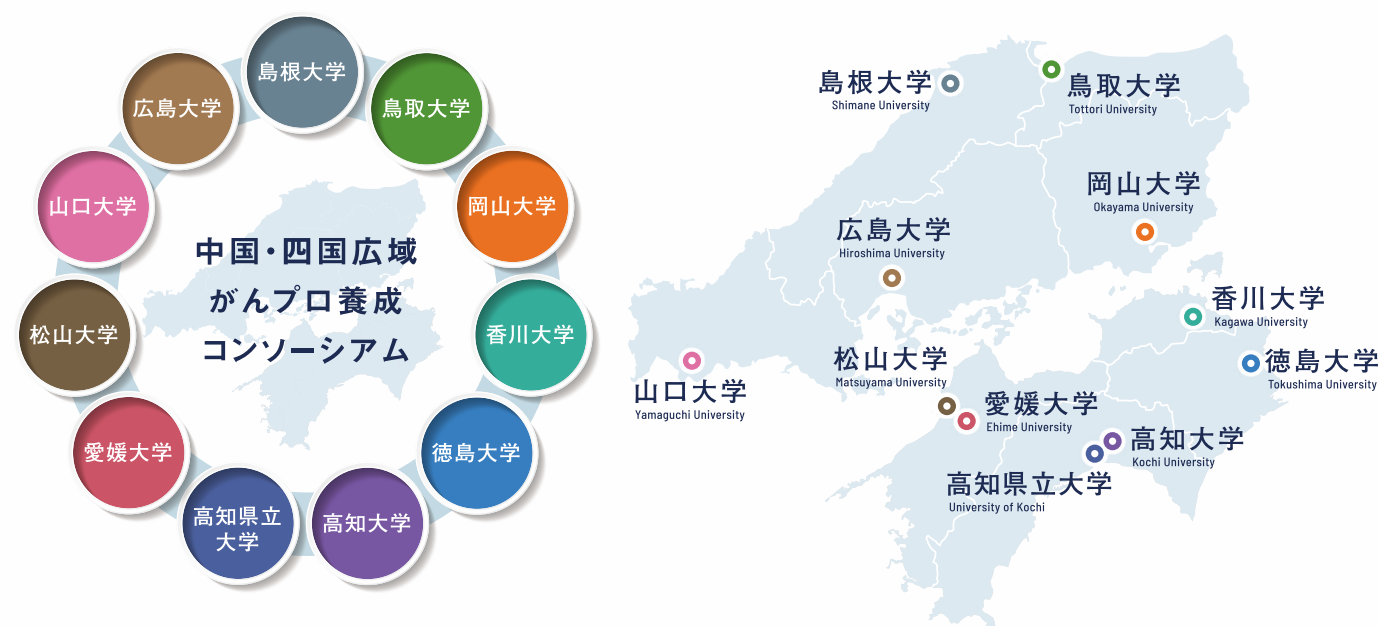 島根大学
鳥取大学
岡山大学
香川大学
徳島大学
高知大学
高知県立
大学
愛媛大学
松山大学
山口大学
広島大学
中国・四国広域
がんプロ養成
コンソーシアム
島根大学
Shimane University
鳥取大学
Tottori University
岡山大学
Okayama University
広島大学
Hiroshima University
香川大学
Kagawa University
松山大学
Matsuyama University
徳島大学
Tokushima University
山口大学
Yamaguchi University
愛媛大学
Ehime University
高知大学
Kochi University
高知県立大学
University of Kochi